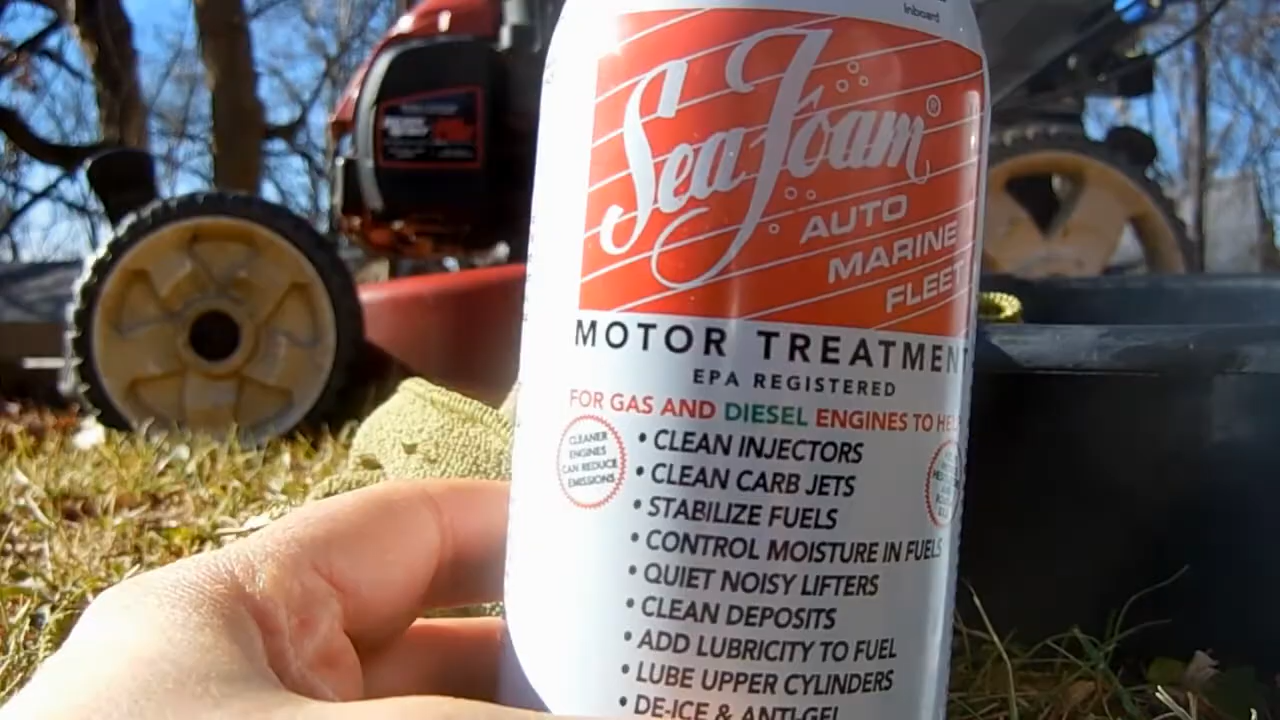 Inboard
Sea Foam®
AUTO
MARINE
FLEET
MOTOR TREATMENT
EPA REGISTERED
FOR GAS AND DIESEL ENGINES TO HEL
CLEANER
ENGINES
CAN REDUCE
EMISSIONS
• CLEAN INJECTORS
• CLEAN CARB JETS
• STABILIZE FUELS
• CONTROL MOISTURE IN FUELS
• QUIET NOISY LIFTERS
• CLEAN DEPOSITS
• ADD LUBRICITY TO FUEL
• LUBE UPPER CYLINDERS
• DE-ICE & ANTI-GEL